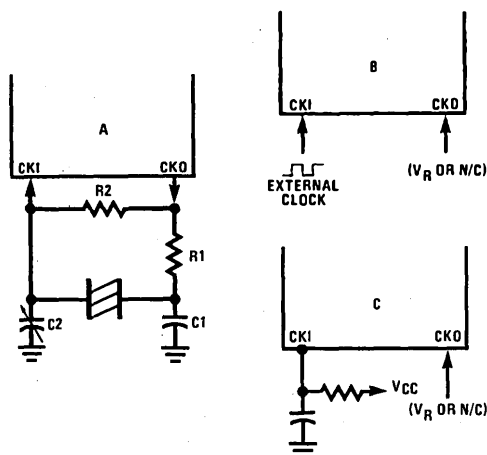 A
CKI CKO
R2
R1
C2
C1
B
CKI CKO
EXTERNAL
CLOCK
(VR OR N/C)
C
CKI CKO
VCC
(VR OR N/C)